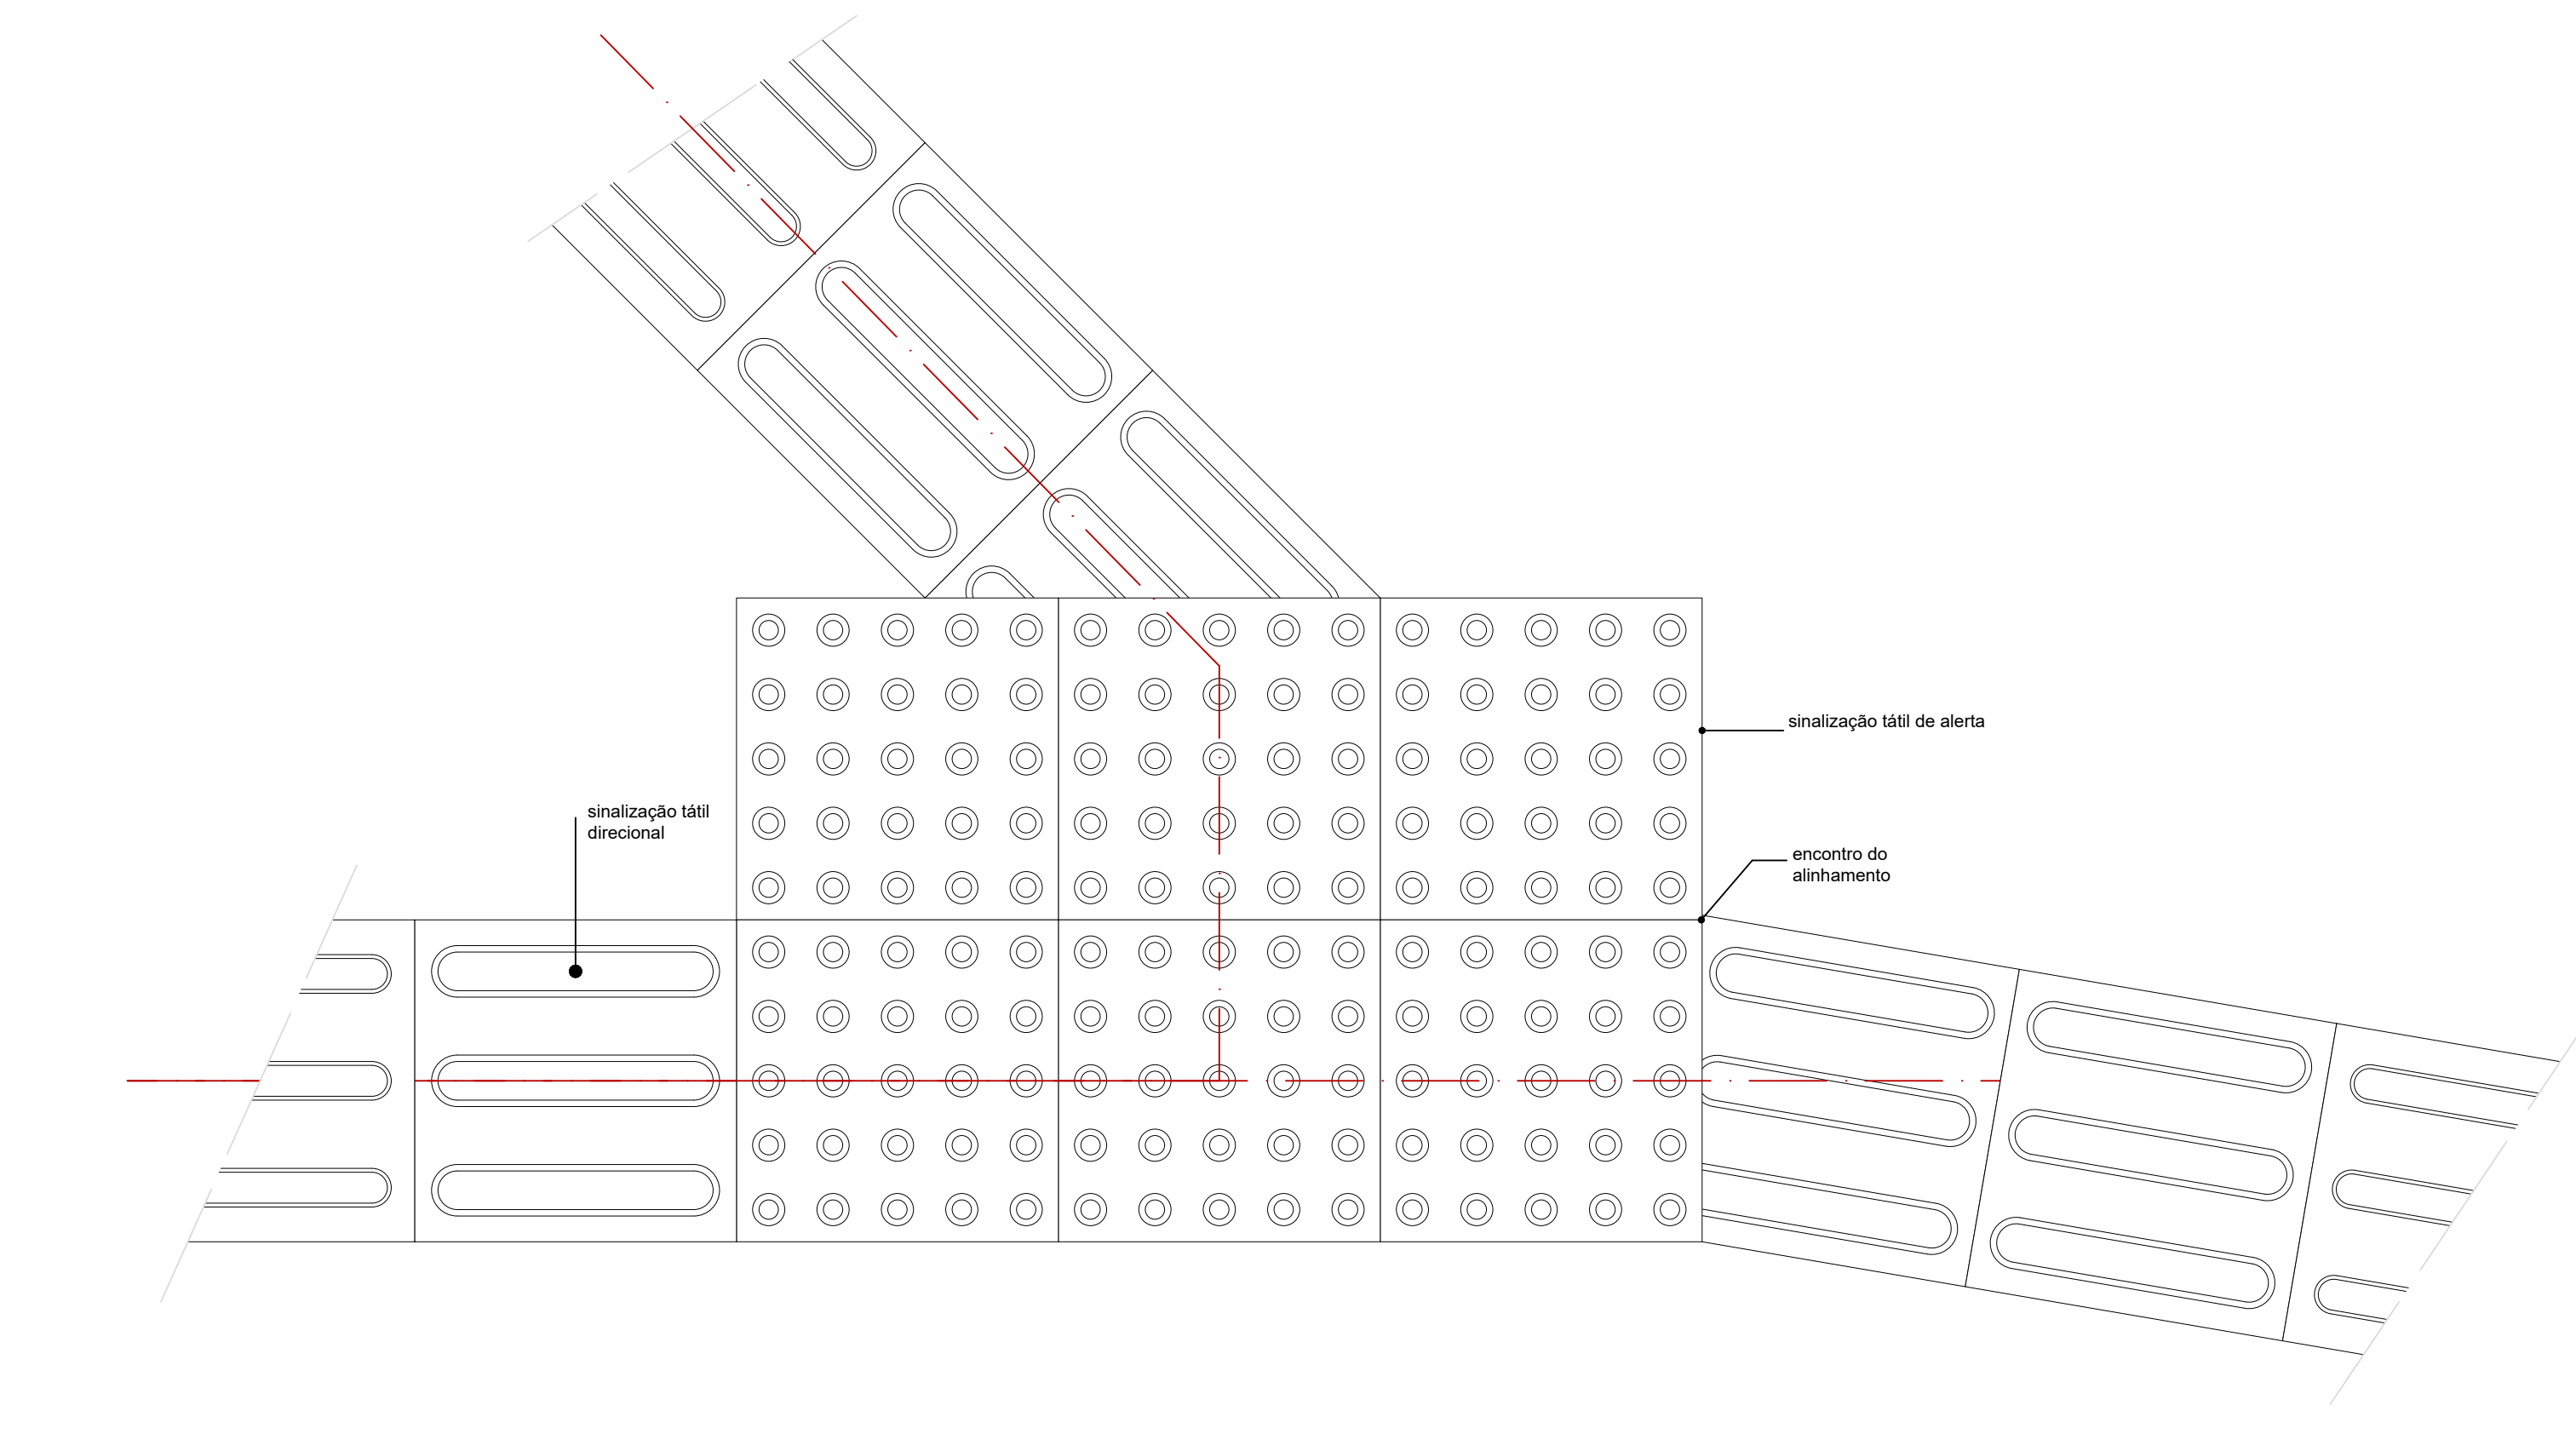 sinalização tátil de alerta
sinalização tátil
direcional
encontro do
alinhamento